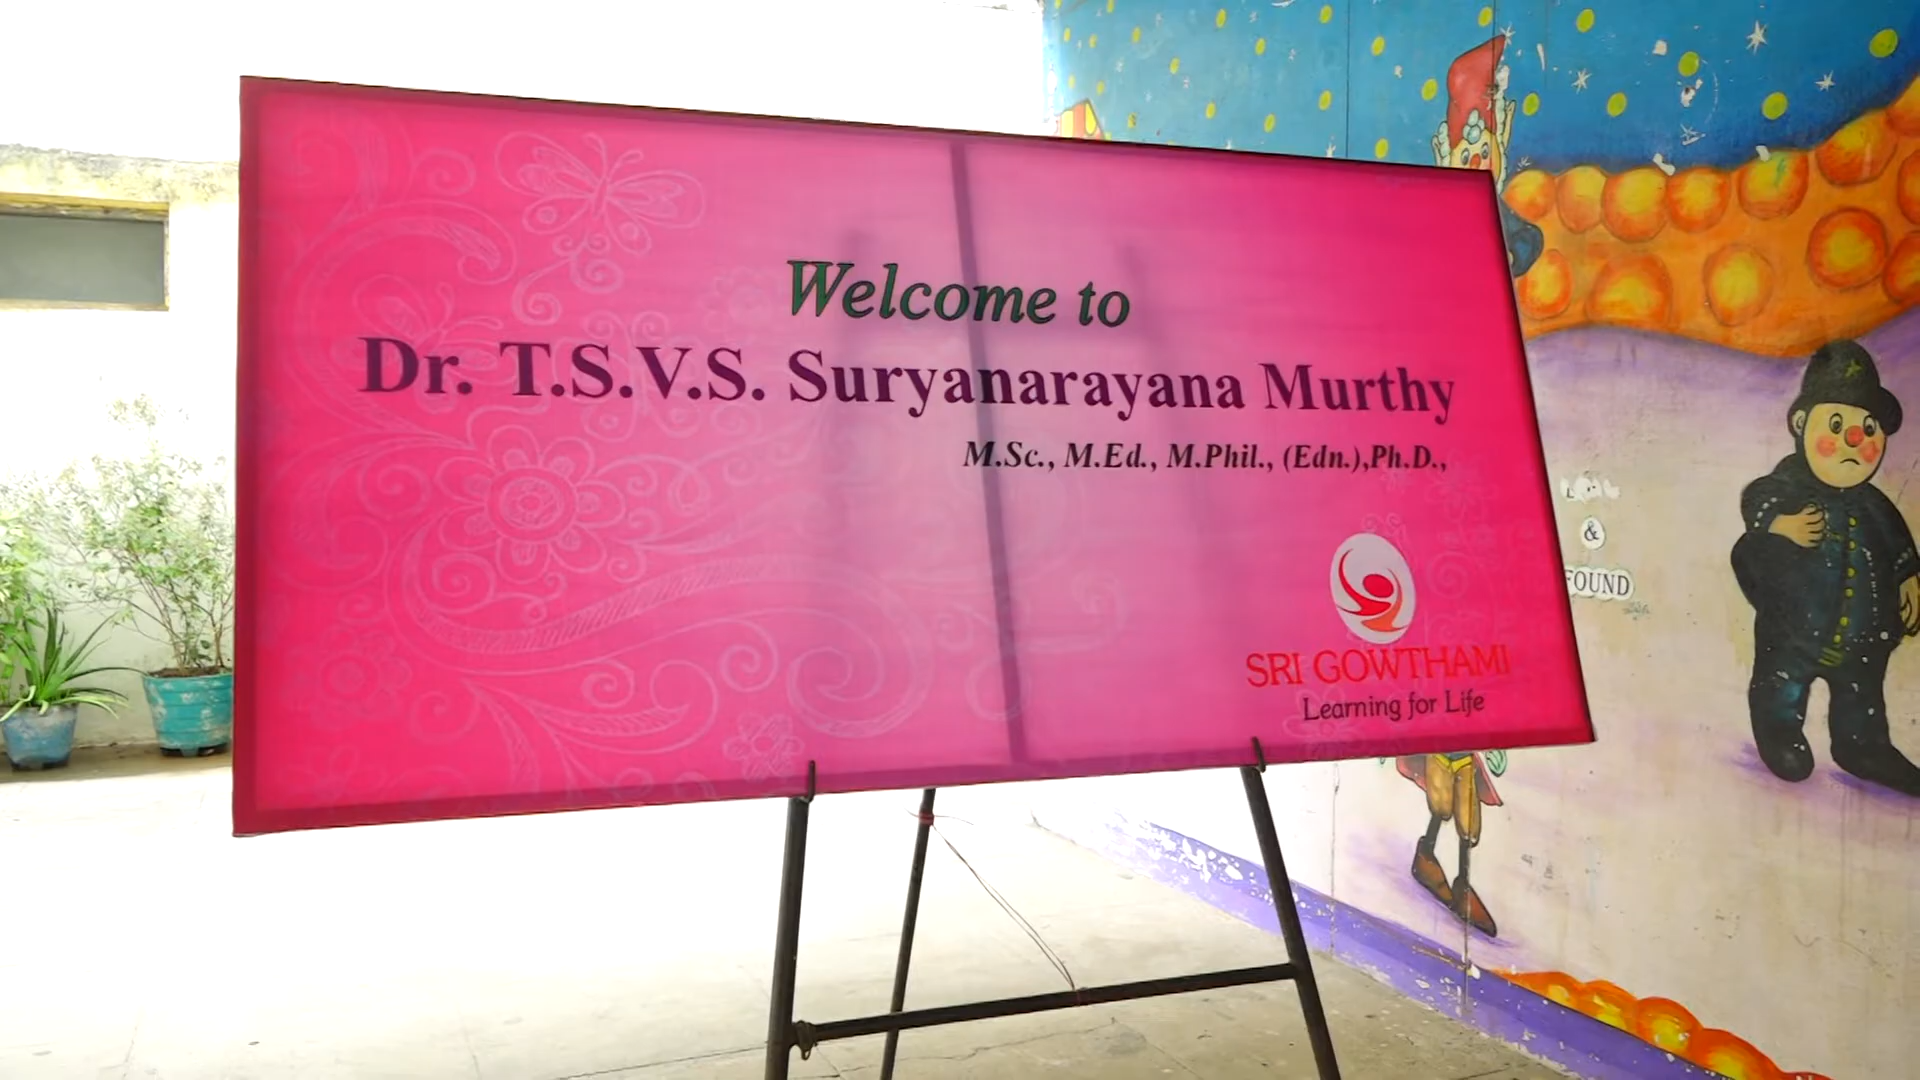 Welcome to
Dr. T.S.V.S. Suryanarayana Murthy
M.Sc., M.Ed., M.Phil., (Edn.),Ph.D.,
SRI GOWTHAMI
Learning for Life
&
FOUND